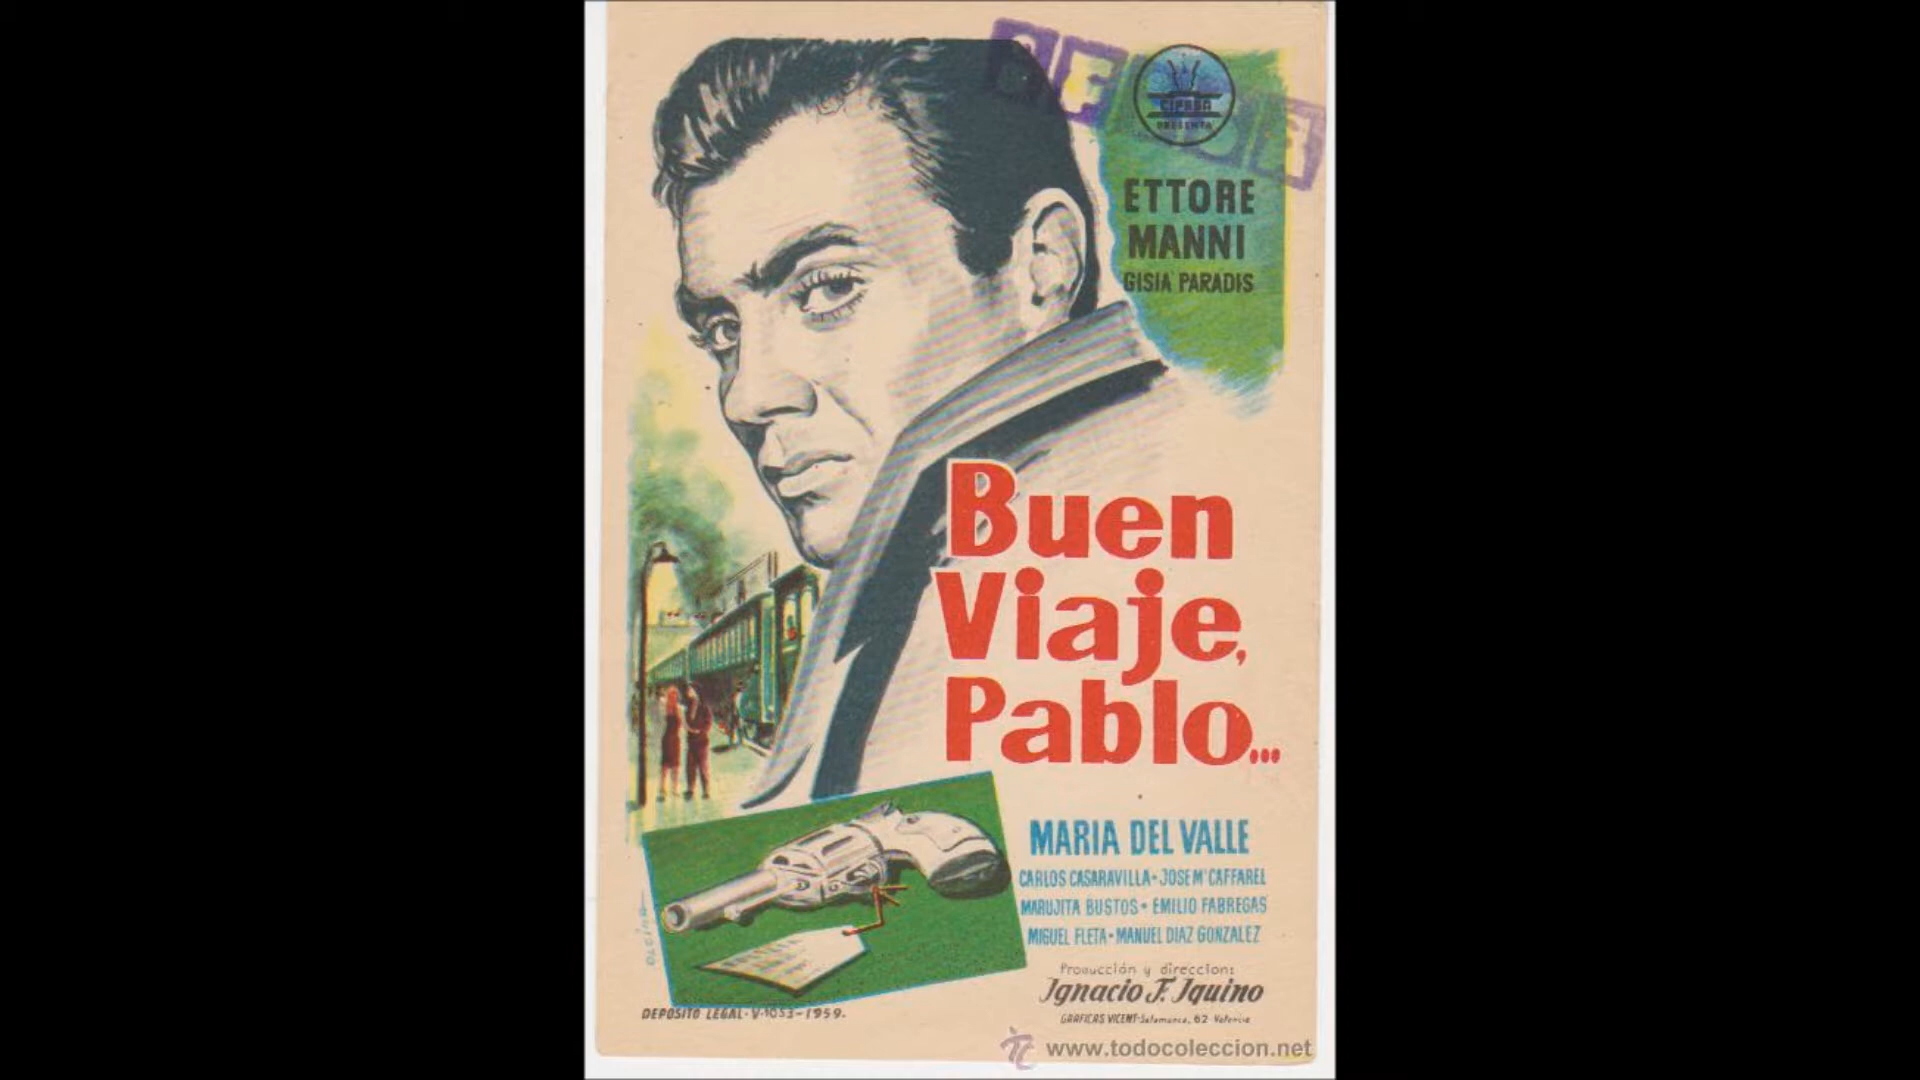 CIFESA
PRESENTA
ETTORE
MANNI
GISIA PARADIS
Buen
Viaje,
Pablo...
MARIA DEL VALLE
CARLOS CASARAVILLA • JOSE Mª CAFFAREL
MARUJITA BUSTOS • EMILIO FABREGAS
MIGUEL FLETA • MANUEL DIAZ GONZALEZ
Producción y direccion:
Ignacio F. Iquino
DEPOSITO LEGAL - V-1053-1959.
GRAFICAS VICENT-Salamanca, 62 Valencia
www.todocoleccion.net